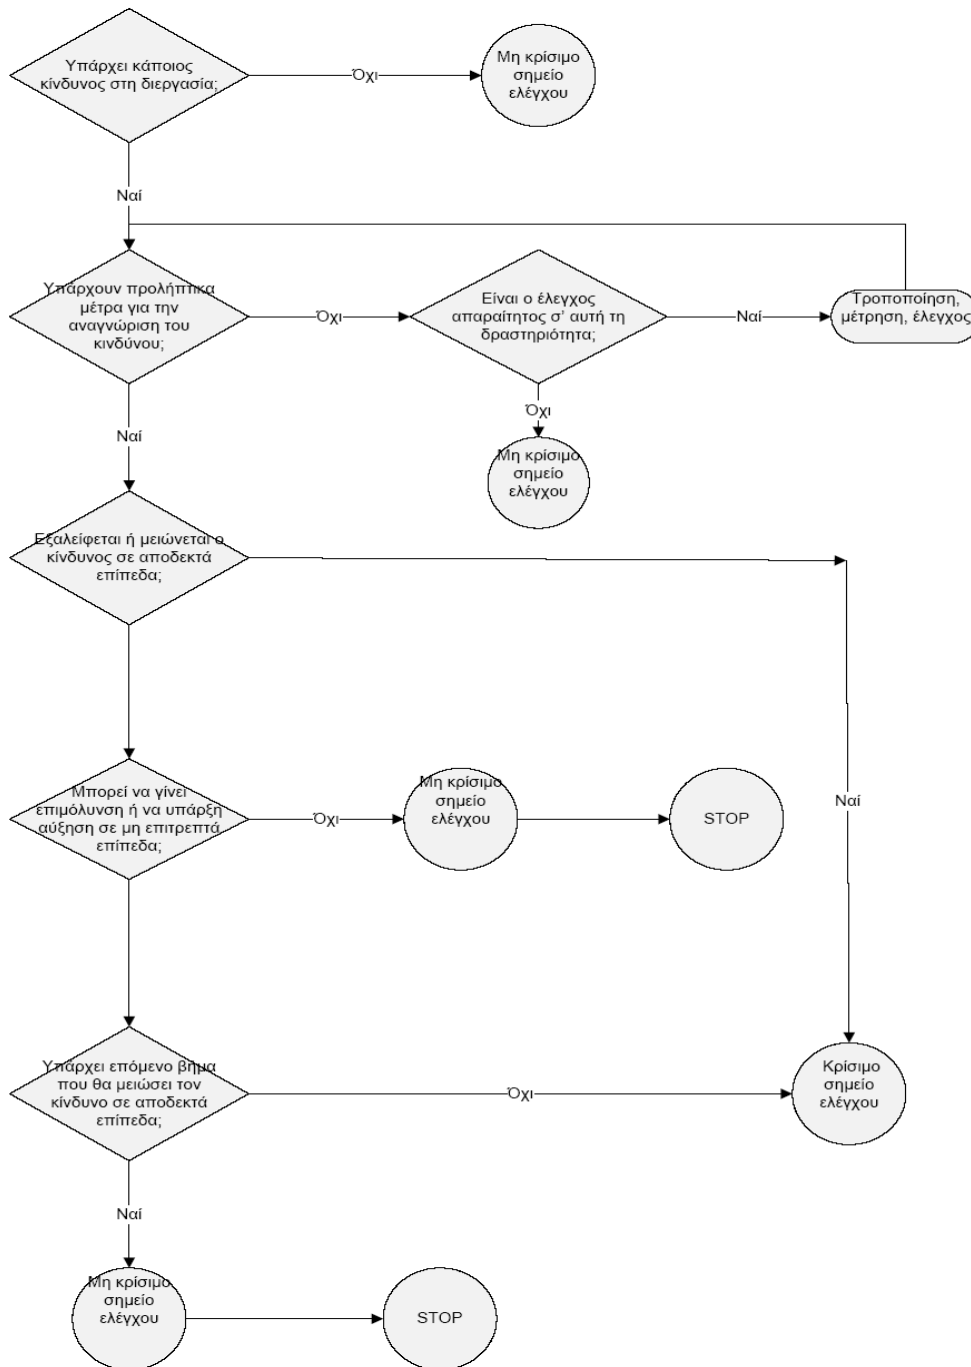 Υπάρχει κάποιος
κίνδυνος στη διεργασία;
Όχι
Μη κρίσιμο
σημείο
ελέγχου
Ναί
Υπάρχουν προλήπτικα
μέτρα για την
αναγνώριση του
κινδύνου;
Όχι
Είναι ο έλεγχος
απαραίτητος σ' αυτή τη
δραστηριότητα;
Ναί
Τροποποίηση,
μέτρηση, έλεγχος
Όχι
Μη κρίσιμο
σημείο
ελέγχου
Ναί
Εξαλείφεται ή μειώνεται ο
κίνδυνος σε αποδεκτά
επίπεδα;
Μπορεί να γίνει
επιμόλυνση ή να υπάρξη
αύξηση σε μη επιτρεπτά
επίπεδα;
Όχι
Μη κρίσιμο
σημείο
ελέγχου
STOP
Ναί
Υπάρχει επόμενο βήμα
που θα μειώσει τον
κίνδυνο σε αποδεκτά
επίπεδα;
Όχι
Κρίσιμο
σημείο
ελέγχου
Ναί
Μη κρίσιμο
σημείο
ελέγχου
STOP